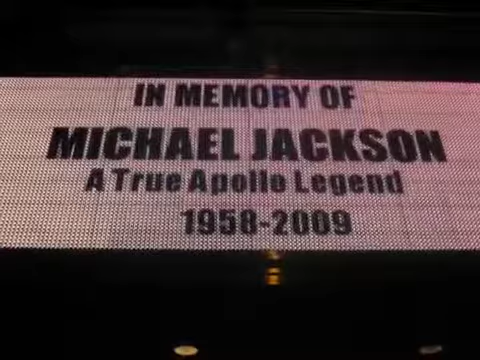 IN MEMORY OF
MICHAEL JACKSON
A True Apollo Legend
1958-2009